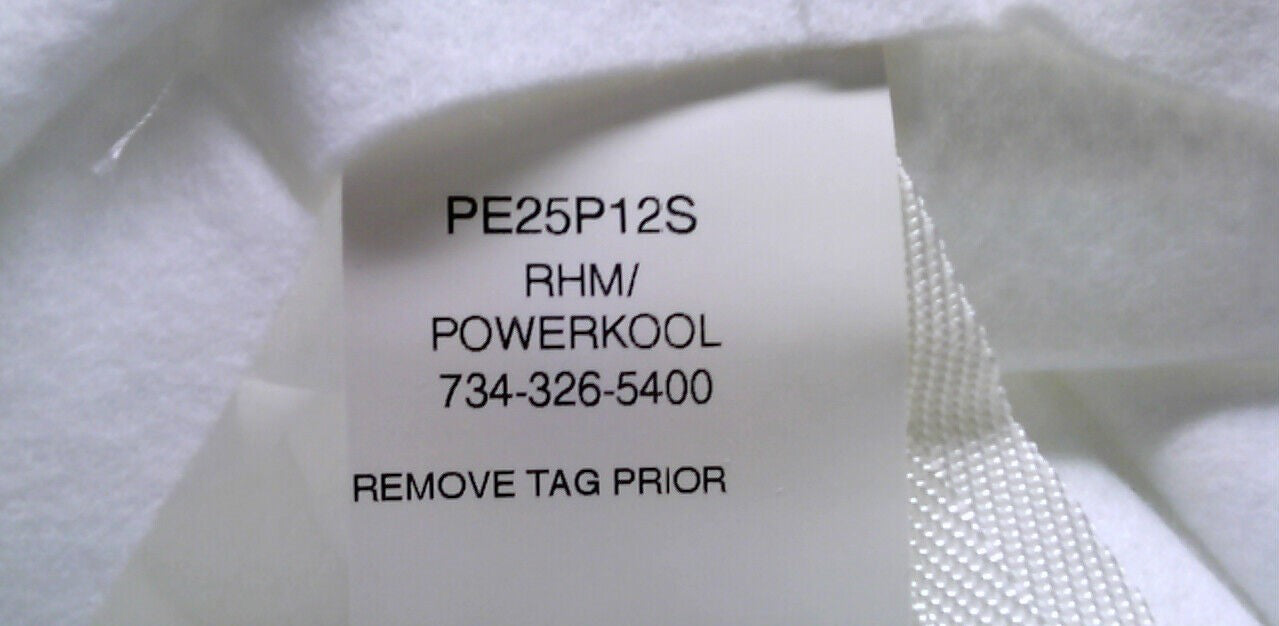 PE25P12S
RHM/
POWERKOOL
734-326-5400
REMOVE TAG PRIOR